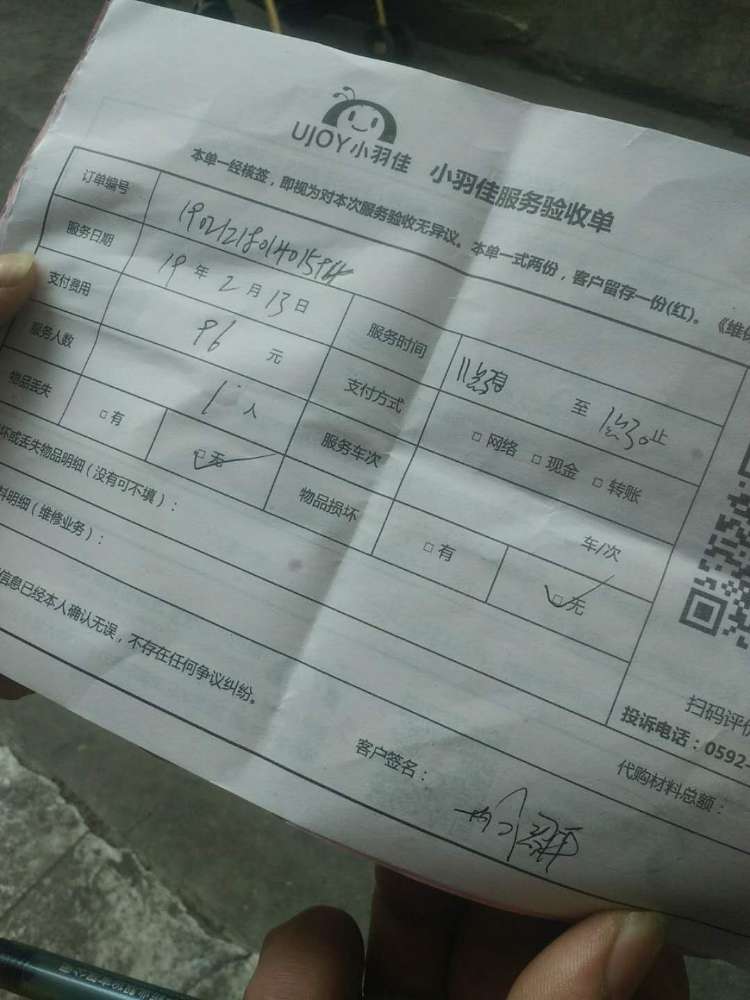 UJOY小羽佳 小羽佳服务验收单
本单一经核签，即视为对本次服务验收无异议。本单一式两份，客户留存一份(红)。《维
订单编号
服务日期 19年2月13日 服务时间 至 止
支付费用 96元 支付方式 □网络 □现金 □转账
服务人数 1人 服务车次 车/次
物品丢失 □有 □无 物品损坏 □有 □无
坏或丢失物品明细（没有可不填）：
料明细（维修业务）：
信息已经本人确认无误，不存在任何争议纠纷。
扫码评价
投诉电话：0592-
代购材料总额：
客户签名：